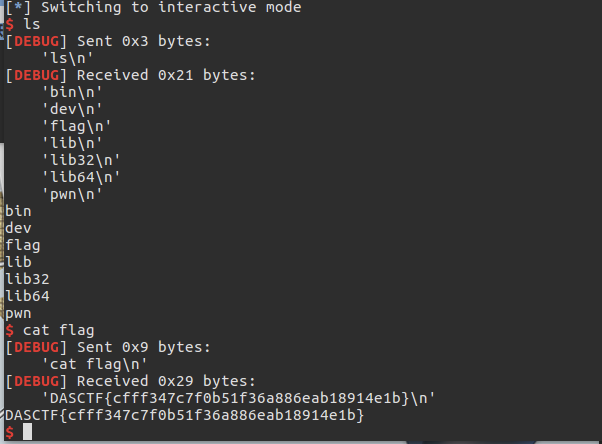 [*] Switching to interactive mode
$ ls
[DEBUG] Sent 0x3 bytes:
    'ls\n'
[DEBUG] Received 0x21 bytes:
    'bin\n'
    'dev\n'
    'flag\n'
    'lib\n'
    'lib32\n'
    'lib64\n'
    'pwn\n'
bin
dev
flag
lib
lib32
lib64
pwn
$ cat flag
[DEBUG] Sent 0x9 bytes:
    'cat flag\n'
[DEBUG] Received 0x29 bytes:
    'DASCTF{cfff347c7f0b51f36a886eab18914e1b}\n'
DASCTF{cfff347c7f0b51f36a886eab18914e1b}
$